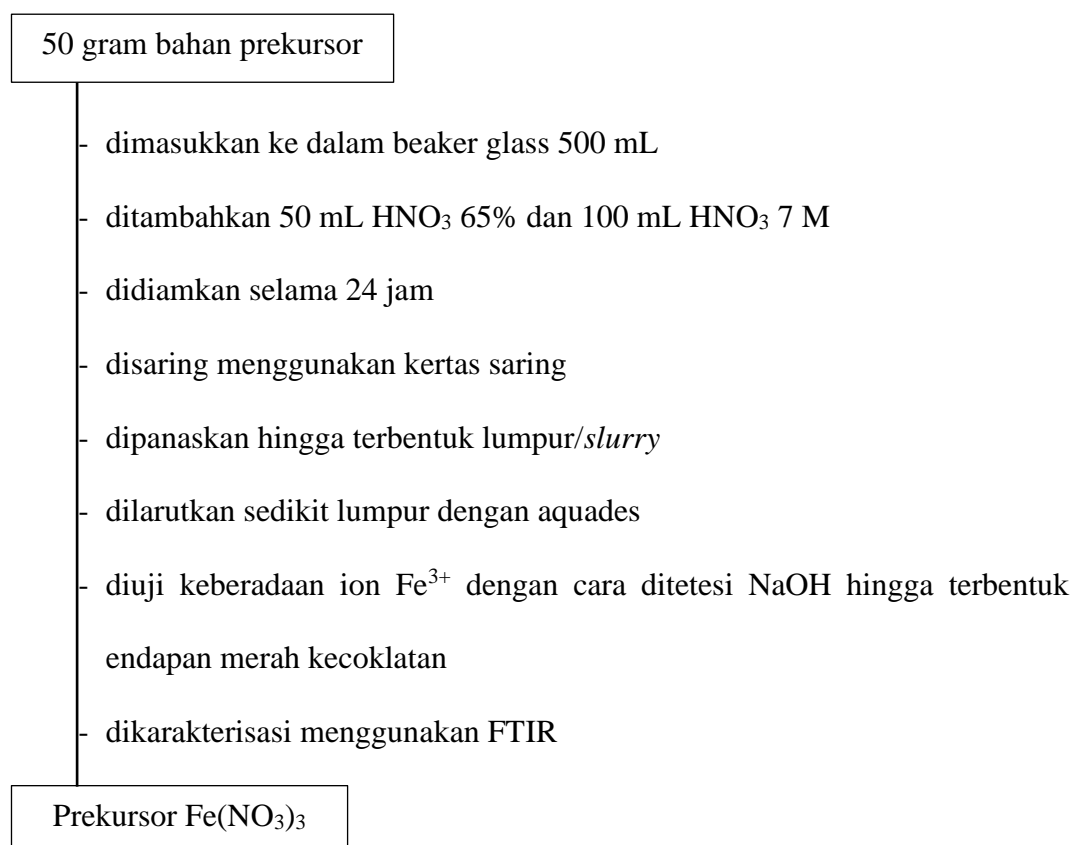 50 gram bahan prekursor
- dimasukkan ke dalam beaker glass 500 mL
- ditambahkan 50 mL HNO₃ 65% dan 100 mL HNO₃ 7 M
- didiamkan selama 24 jam
- disaring menggunakan kertas saring
- dipanaskan hingga terbentuk lumpur/slurry
- dilarutkan sedikit lumpur dengan aquades
- diuji keberadaan ion Fe³⁺ dengan cara ditetesi NaOH hingga terbentuk
endapan merah kecoklatan
- dikarakterisasi menggunakan FTIR
Prekursor Fe(NO₃)₃